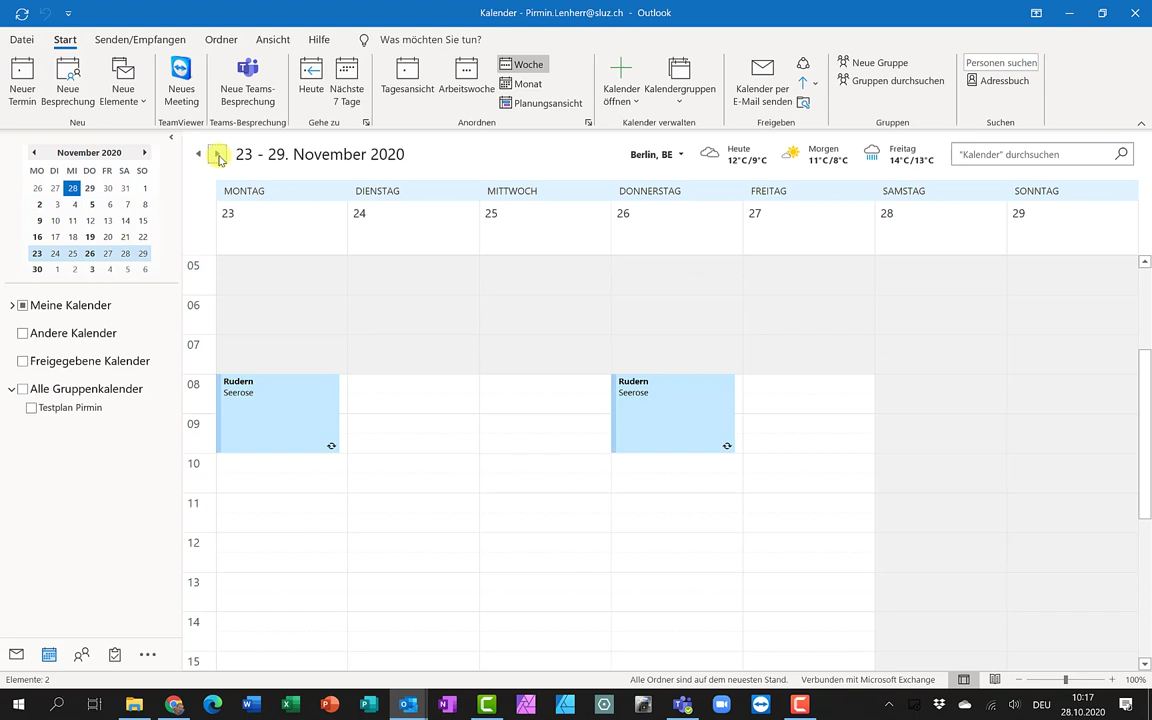 Kalender - Pirmin.Lenherr@sluz.ch - Outlook
Datei Start Senden/Empfangen Ordner Ansicht Hilfe Was möchten Sie tun?
Neuer Termin
Neue Besprechung
Neue Elemente
Neu
Neues Meeting
TeamViewer
Neue Teams-Besprechung
Teams-Besprechung
Heute
Nächste 7 Tage
Gehe zu
Tagesansicht
Arbeitswoche
Woche
Monat
Planungsansicht
Anordnen
Kalender öffnen
Kalendergruppen
Kalender verwalten
Kalender per E-Mail senden
Freigeben
Neue Gruppe
Gruppen durchsuchen
Gruppen
Personen suchen
Adressbuch
Suchen
November 2020
MO DI MI DO FR SA SO
26 27 28 29 30 31 1
2 3 4 5 6 7 8
9 10 11 12 13 14 15
16 17 18 19 20 21 22
23 24 25 26 27 28 29
30 1 2 3 4 5 6
Meine Kalender
Andere Kalender
Freigegebene Kalender
Alle Gruppenkalender
Testplan Pirmin
23 - 29. November 2020
Berlin, BE
Heute
12°C/9°C
Morgen
11°C/8°C
Freitag
14°C/13°C
"Kalender" durchsuchen
MONTAG DIENSTAG MITTWOCH DONNERSTAG FREITAG SAMSTAG SONNTAG
23 24 25 26 27 28 29
05
06
07
08
09
10
11
12
13
14
15
Rudern
Seerose
Rudern
Seerose
Elemente: 2
Alle Ordner sind auf dem neuesten Stand.
Verbunden mit Microsoft Exchange
100%
DEU
10:17
28.10.2020